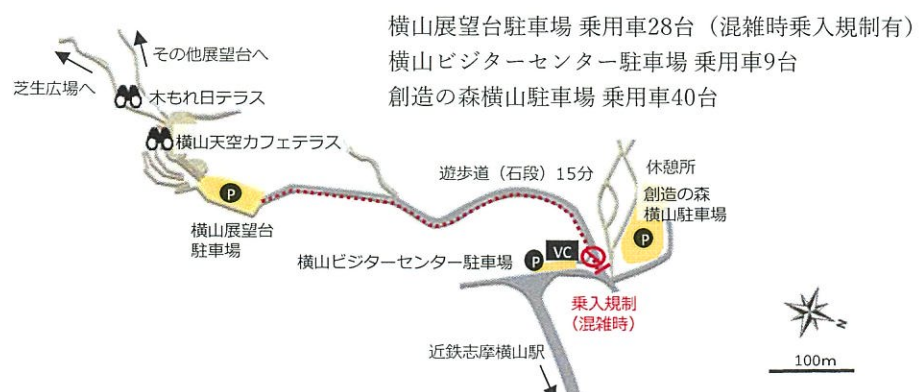 横山展望台駐車場 乗用車28台（混雑時乗入規制有）
横山ビジターセンター駐車場 乗用車9台
創造の森横山駐車場 乗用車40台
その他展望台へ
芝生広場へ
木もれ日テラス
横山天空カフェテラス
遊歩道（石段）15分
休憩所
創造の森
横山駐車場
P
横山展望台
駐車場
P
横山ビジターセンター駐車場
P
VC
乗入規制
（混雑時）
近鉄志摩横山駅
N
100m